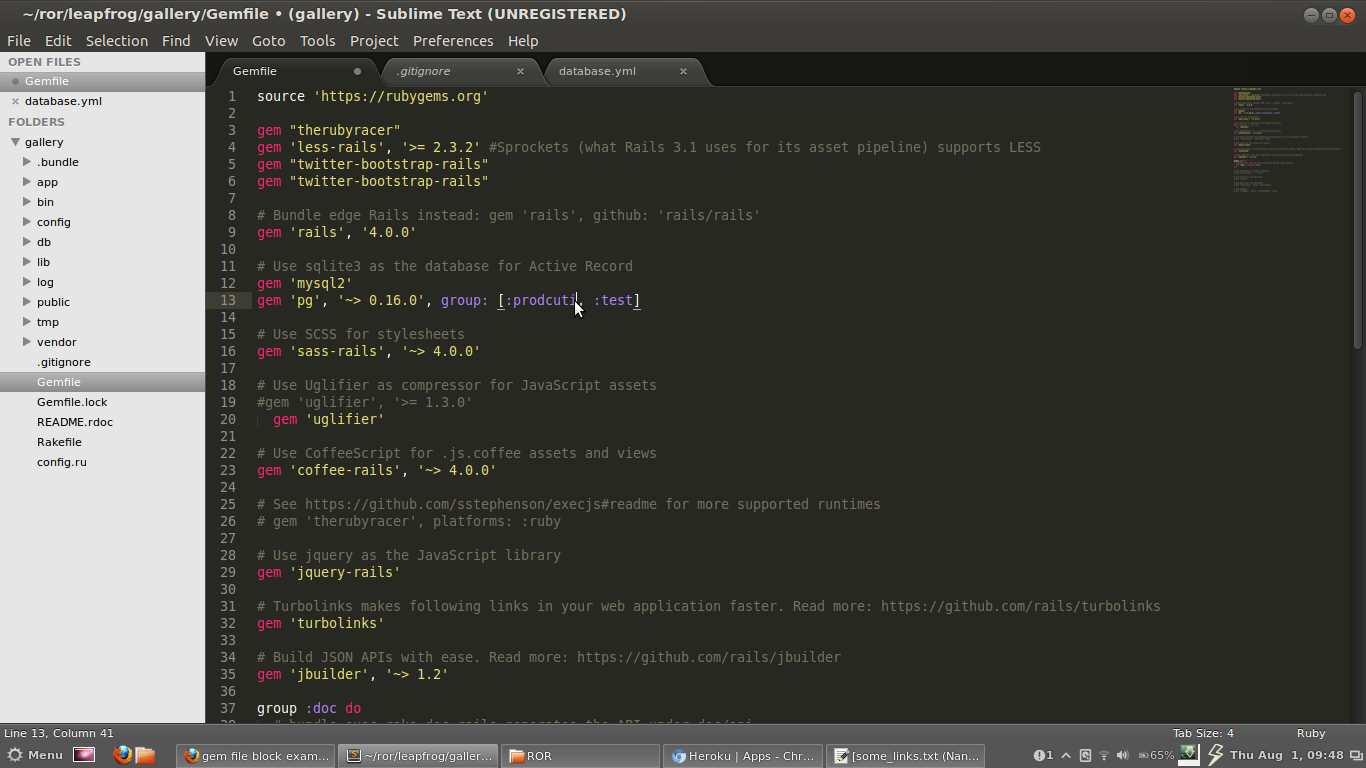 ~/ror/leapfrog/gallery/Gemfile • (gallery) - Sublime Text (UNREGISTERED)
File Edit Selection Find View Goto Tools Project Preferences Help
OPEN FILES
Gemfile
database.yml
FOLDERS
gallery
.bundle
app
bin
config
db
lib
log
public
tmp
vendor
.gitignore
Gemfile
Gemfile.lock
README.rdoc
Rakefile
config.ru
Gemfile .gitignore database.yml
1 source 'https://rubygems.org'
2
3 gem "therubyracer"
4 gem 'less-rails', '>= 2.3.2' #Sprockets (what Rails 3.1 uses for its asset pipeline) supports LESS
5 gem "twitter-bootstrap-rails"
6 gem "twitter-bootstrap-rails"
7
8 # Bundle edge Rails instead: gem 'rails', github: 'rails/rails'
9 gem 'rails', '4.0.0'
10
11 # Use sqlite3 as the database for Active Record
12 gem 'mysql2'
13 gem 'pg', '~> 0.16.0', group: [:prodcuti, :test]
14
15 # Use SCSS for stylesheets
16 gem 'sass-rails', '~> 4.0.0'
17
18 # Use Uglifier as compressor for JavaScript assets
19 #gem 'uglifier', '>= 1.3.0'
20 gem 'uglifier'
21
22 # Use CoffeeScript for .js.coffee assets and views
23 gem 'coffee-rails', '~> 4.0.0'
24
25 # See https://github.com/sstephenson/execjs#readme for more supported runtimes
26 # gem 'therubyracer', platforms: :ruby
27
28 # Use jquery as the JavaScript library
29 gem 'jquery-rails'
30
31 # Turbolinks makes following links in your web application faster. Read more: https://github.com/rails/turbolinks
32 gem 'turbolinks'
33
34 # Build JSON APIs with ease. Read more: https://github.com/rails/jbuilder
35 gem 'jbuilder', '~> 1.2'
36
37 group :doc do
Line 13, Column 41 Tab Size: 4 Ruby
Menu gem file block exam... ~/ror/leapfrog/galler... ROR Heroku | Apps - Chr... [some_links.txt (Nan... 1 65% Thu Aug 1, 09:48